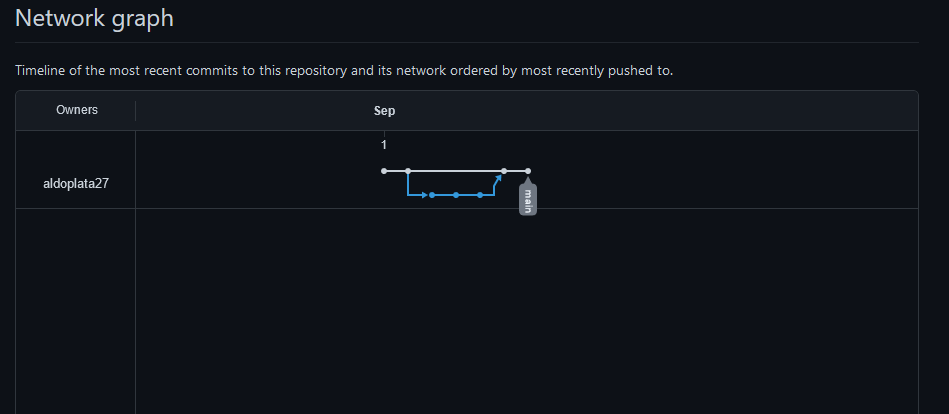 Network graph
Timeline of the most recent commits to this repository and its network ordered by most recently pushed to.
Owners
Sep
1
aldoplata27
main